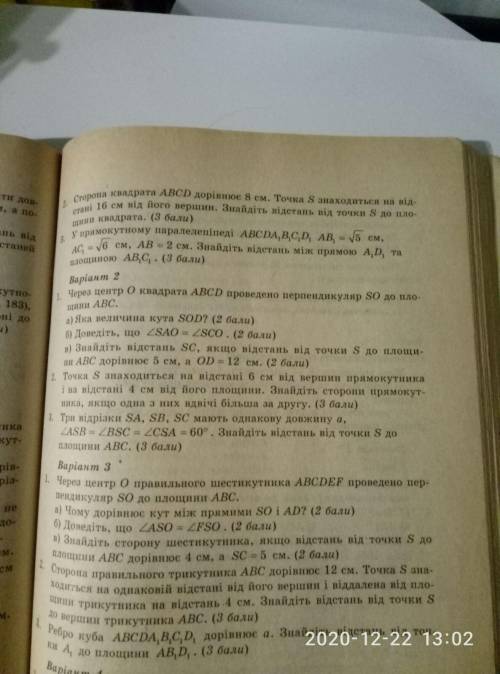 2. Сторона квадрата ABCD дорівнює 8 см. Точка S знаходиться на від-
стані 16 см від його вершин. Знайдіть відстань від точки S до пло-
щини квадрата. (3 бали)
3. У прямокутному паралелепіпеді ABCDA₁B₁C₁D₁ AB₁ = √5 см,
AC₁ = √6 см, AB = 2 см. Знайдіть відстань між прямою A₁D₁ та
площиною AB₁C₁. (3 бали)
Варіант 2
1. Через центр O квадрата ABCD проведено перпендикуляр SO до пло-
щини ABC.
а) Яка величина кута SOD? (2 бали)
б) Доведіть, що ∠SAO = ∠SCO. (2 бали)
в) Знайдіть відстань SC, якщо відстань від точки S до площи-
ни ABC дорівнює 5 см, а OD = 12 см. (2 бали)
2. Точка S знаходиться на відстані 6 см від вершин прямокутника
і на відстані 4 см від його площини. Знайдіть сторони прямокут-
ника, якщо одна з них вдвічі більша за другу. (3 бали)
3. Три відрізки SA, SB, SC мають однакову довжину a,
∠ASB = ∠BSC = ∠CSA = 60°. Знайдіть відстань від точки S до
площини ABC. (3 бали)
Варіант 3
1. Через центр O правильного шестикутника ABCDEF проведено пер-
пендикуляр SO до площини ABC.
а) Чому дорівнює кут між прямими SO і AD? (2 бали)
б) Доведіть, що ∠ASO = ∠FSO. (2 бали)
в) Знайдіть сторону шестикутника, якщо відстань від точки S до
площини ABC дорівнює 4 см, а SC = 5 см. (2 бали)
2. Сторона правильного трикутника ABC дорівнює 12 см. Точка S зна-
ходиться на однаковій відстані від його вершин і віддалена від пло-
щини трикутника на відстань 4 см. Знайдіть відстань від точки S
до вершин трикутника ABC. (3 бали)
Ребро куба ABCDA₁B₁C₁D₁ дорівнює a. Знайдіть відстань від точ-
ки A₁ до площини AB₁D₁. (3 бали)
2020-12-22 13:02